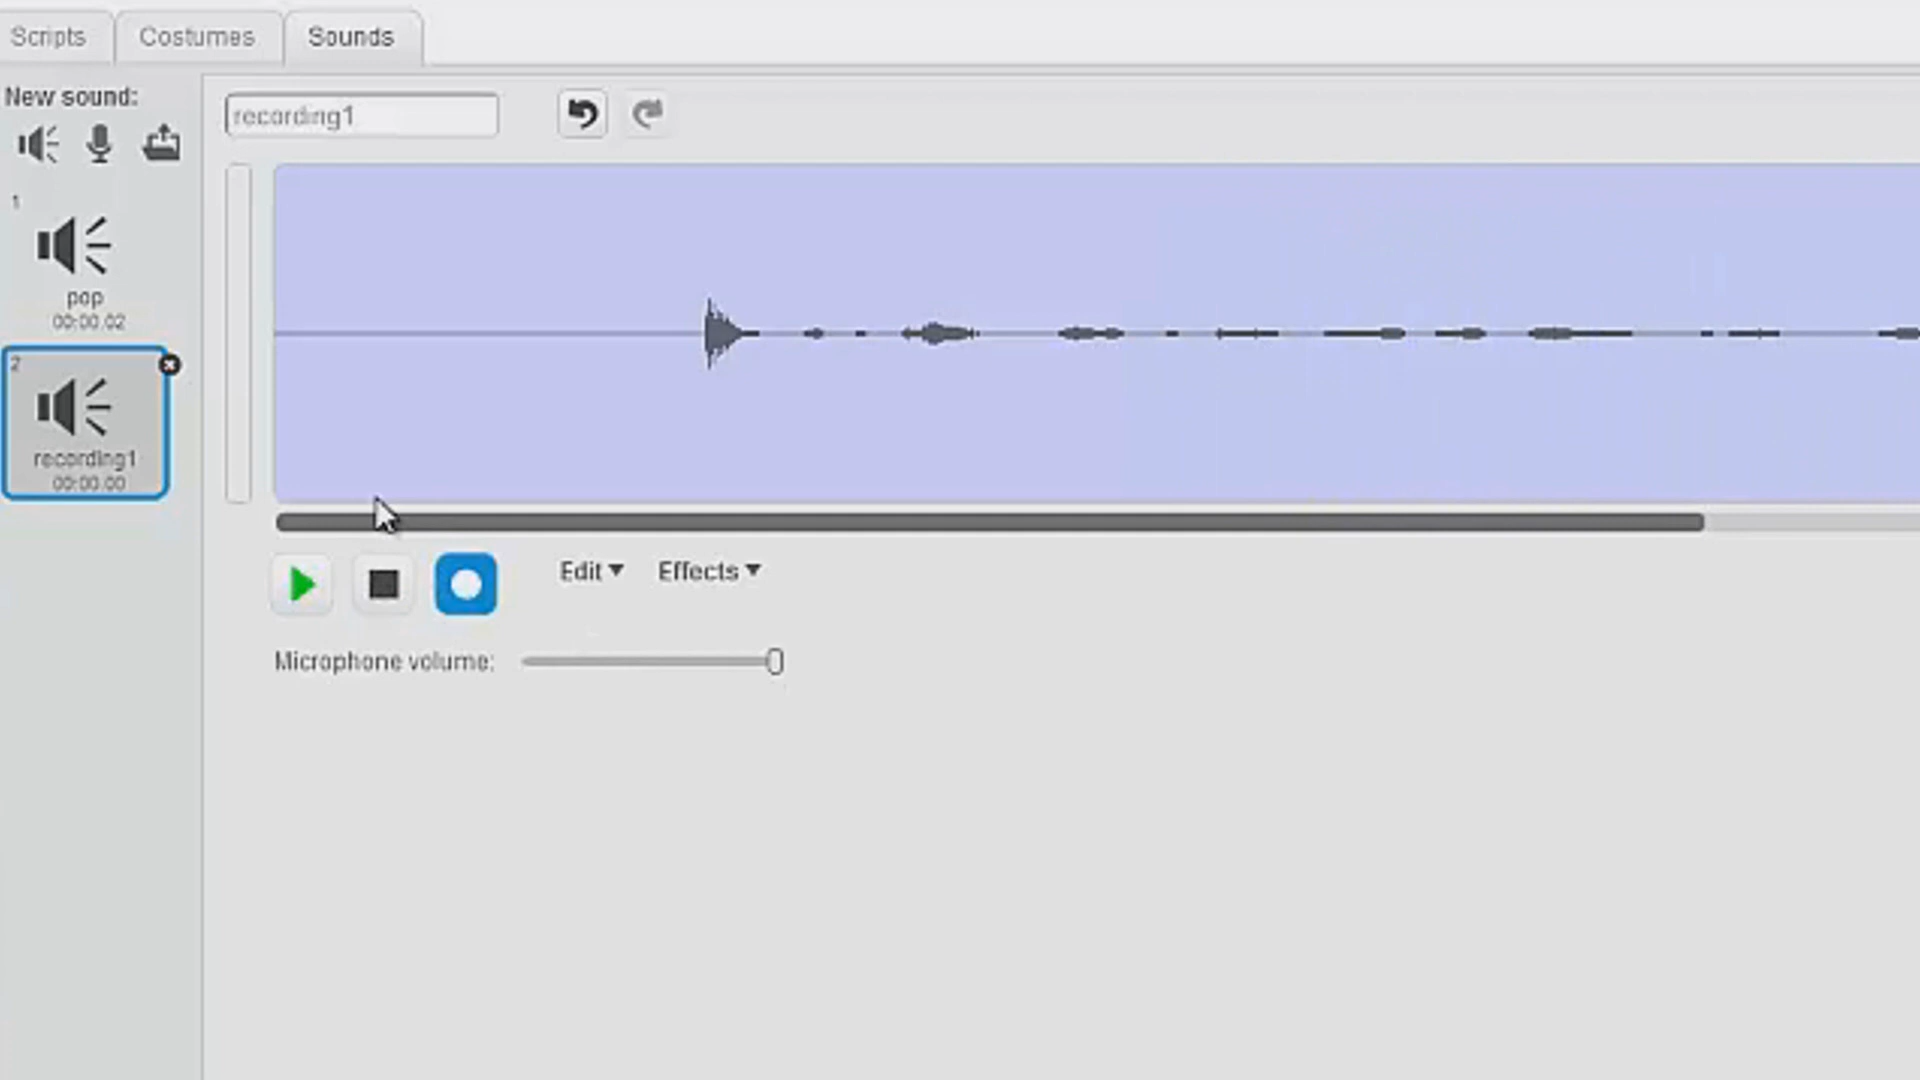 Scripts Costumes Sounds
New sound:
recording1
1
pop
00:00.02
2
recording1
00:00.00
Edit Effects
Microphone volume: